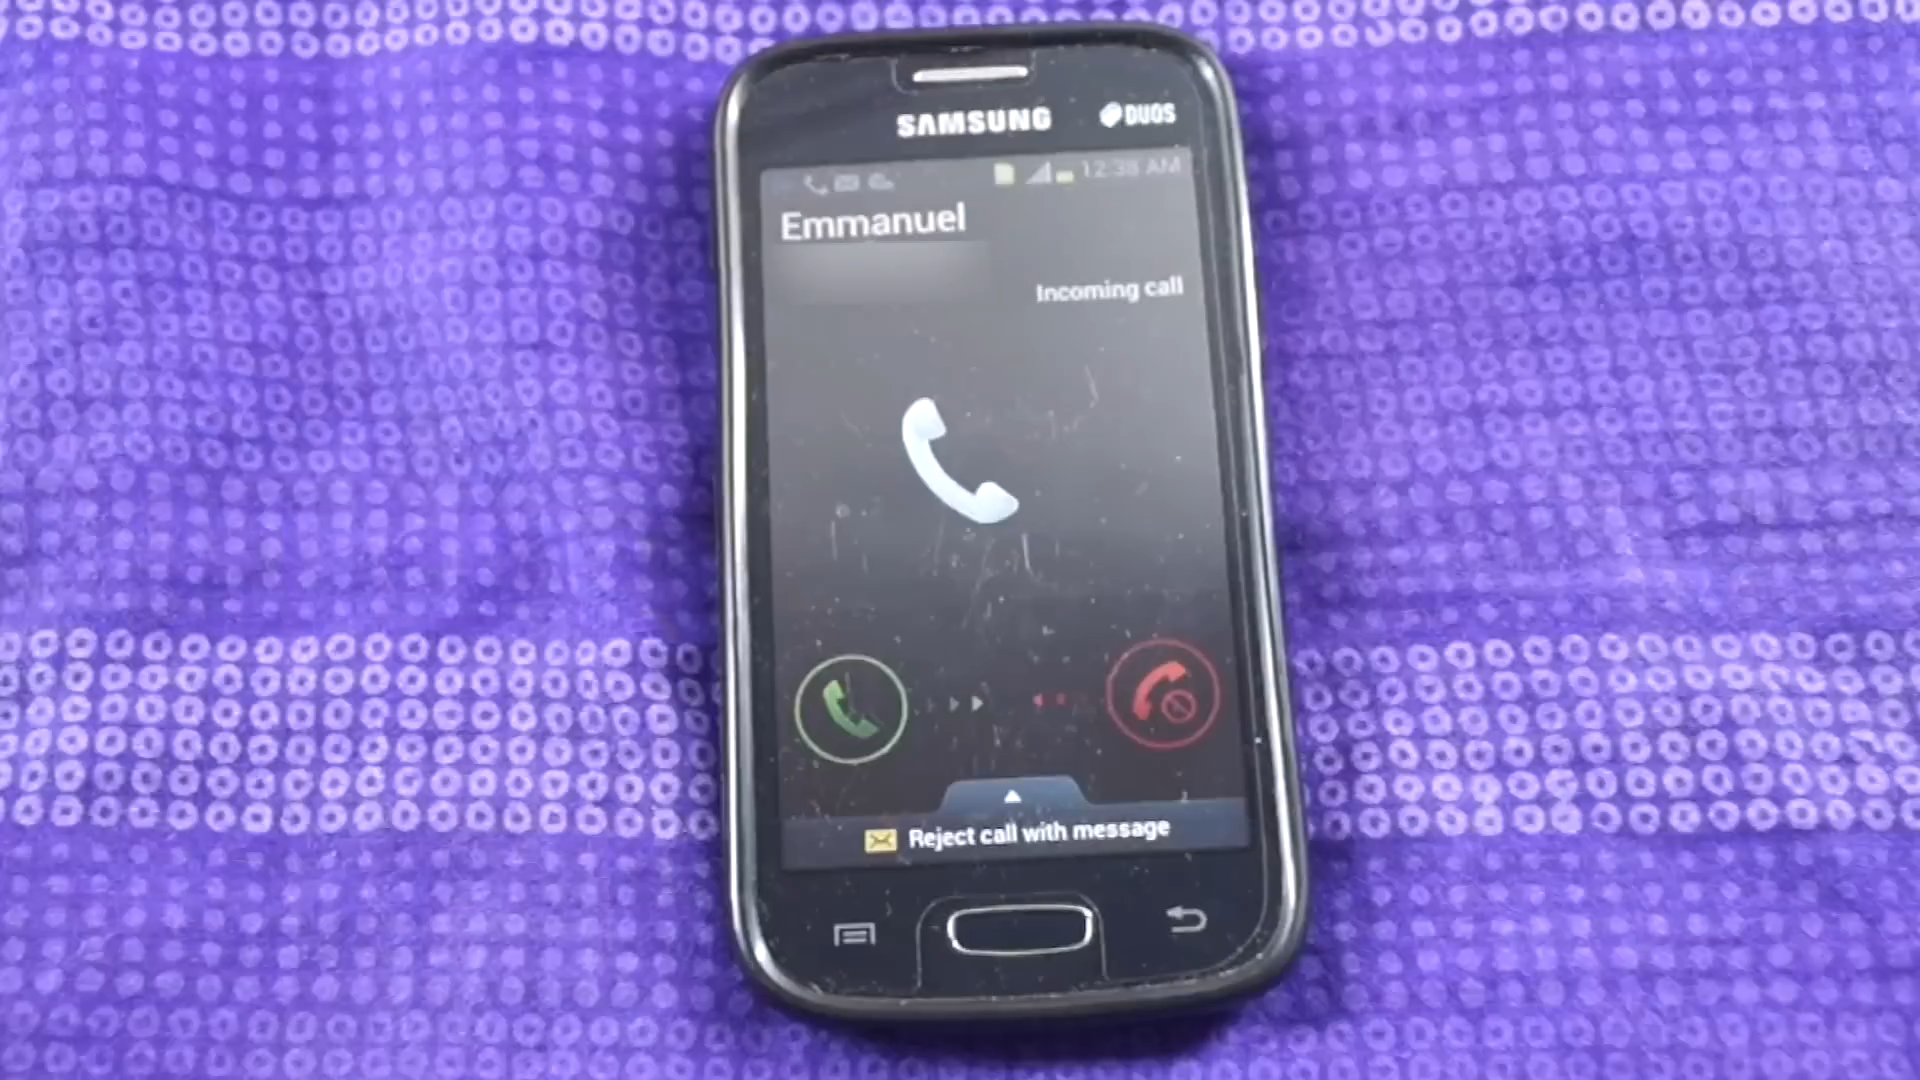 SAMSUNG DUOS
12:38 AM
Emmanuel
Incoming call
Reject call with message